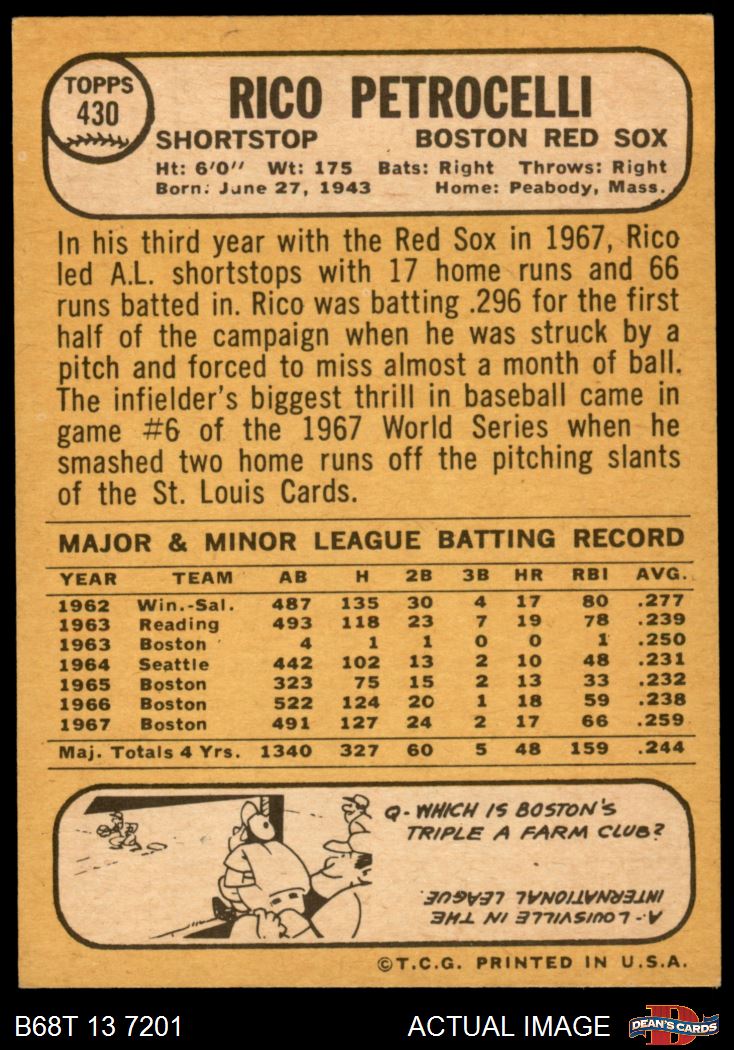 TOPPS
430
RICO PETROCELLI
SHORTSTOP BOSTON RED SOX
Ht: 6'0" Wt: 175 Bats: Right Throws: Right
Born: June 27, 1943 Home: Peabody, Mass.
In his third year with the Red Sox in 1967, Rico
led A.L. shortstops with 17 home runs and 66
runs batted in. Rico was batting .296 for the first
half of the campaign when he was struck by a
pitch and forced to miss almost a month of ball.
The infielder's biggest thrill in baseball came in
game #6 of the 1967 World Series when he
smashed two home runs off the pitching slants
of the St. Louis Cards.
MAJOR & MINOR LEAGUE BATTING RECORD
YEAR TEAM AB H 2B 3B HR RBI AVG.
1962 Win.-Sal. 487 135 30 4 17 80 .277
1963 Reading 493 118 23 7 19 78 .239
1963 Boston 4 1 1 0 0 1 .250
1964 Seattle 442 102 13 2 10 48 .231
1965 Boston 323 75 15 2 13 33 .232
1966 Boston 522 124 20 1 18 59 .238
1967 Boston 491 127 24 2 17 66 .259
Maj. Totals 4 Yrs. 1340 327 60 5 48 159 .244
Q- WHICH IS BOSTON'S
TRIPLE A FARM CLUB?
A- LOUISVILLE IN THE
INTERNATIONAL LEAGUE.
©T.C.G. PRINTED IN U.S.A.
B68T 13 7201 ACTUAL IMAGE
D
DEAN'S CARDS